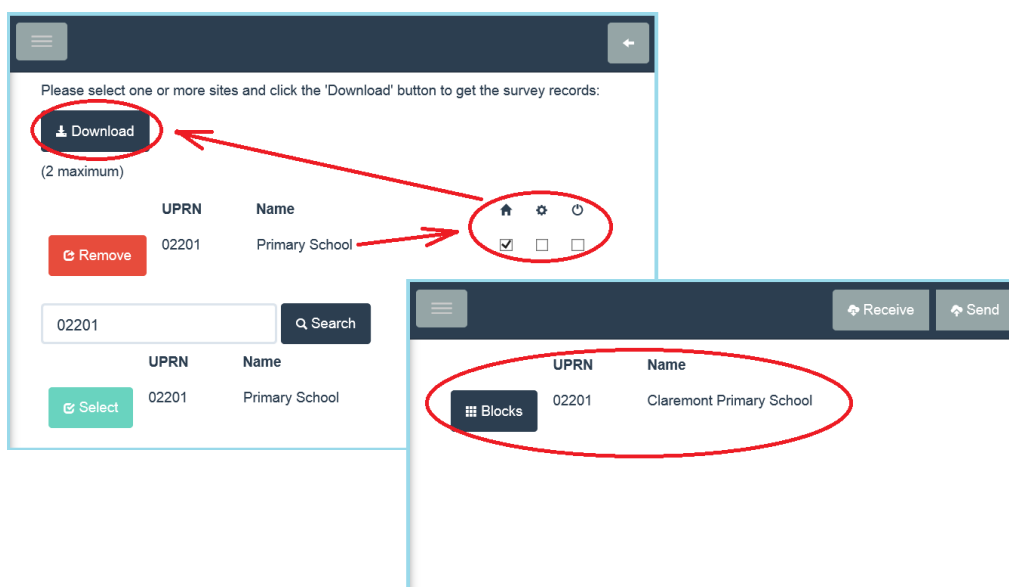 Please select one or more sites and click the 'Download' button to get the survey records:
Download
(2 maximum)
UPRN Name
Remove 02201 Primary School
02201 Search
UPRN Name
Select 02201 Primary School
Receive Send
UPRN Name
Blocks 02201 Claremont Primary School